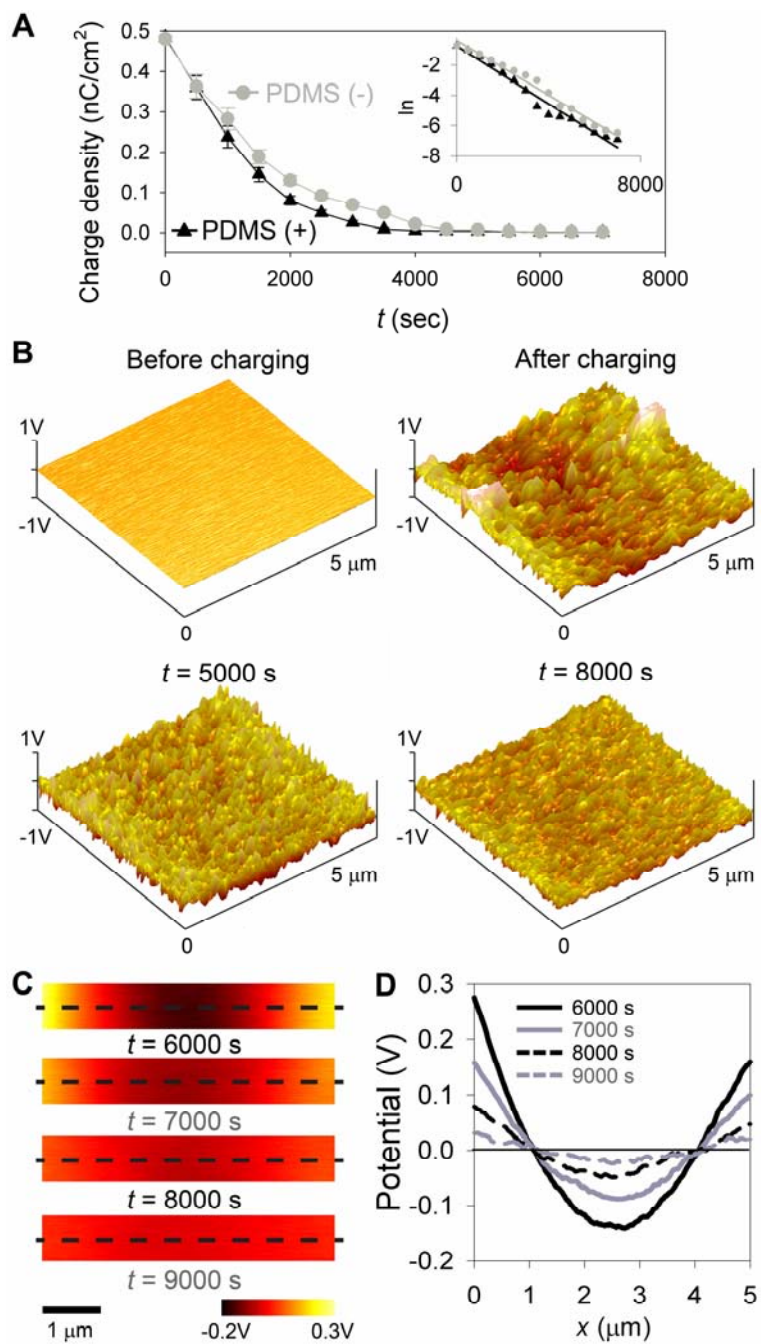 A
Charge density (nC/cm²)
0.5
0.4
0.3
0.2
0.1
0.0
PDMS (-)
PDMS (+)
0
2000
4000
6000
8000
t (sec)
ln
-2
-4
-6
-8
0
8000
B
Before charging
1V
-1V
5 μm
0
After charging
1V
-1V
5 μm
0
t = 5000 s
1V
-1V
5 μm
0
t = 8000 s
1V
-1V
5 μm
0
C
t = 6000 s
t = 7000 s
t = 8000 s
t = 9000 s
1 μm
-0.2V 0.3V
D
Potential (V)
0.3
0.2
0.1
0.0
-0.1
-0.2
6000 s
7000 s
8000 s
9000 s
0
1
2
3
4
5
x (μm)